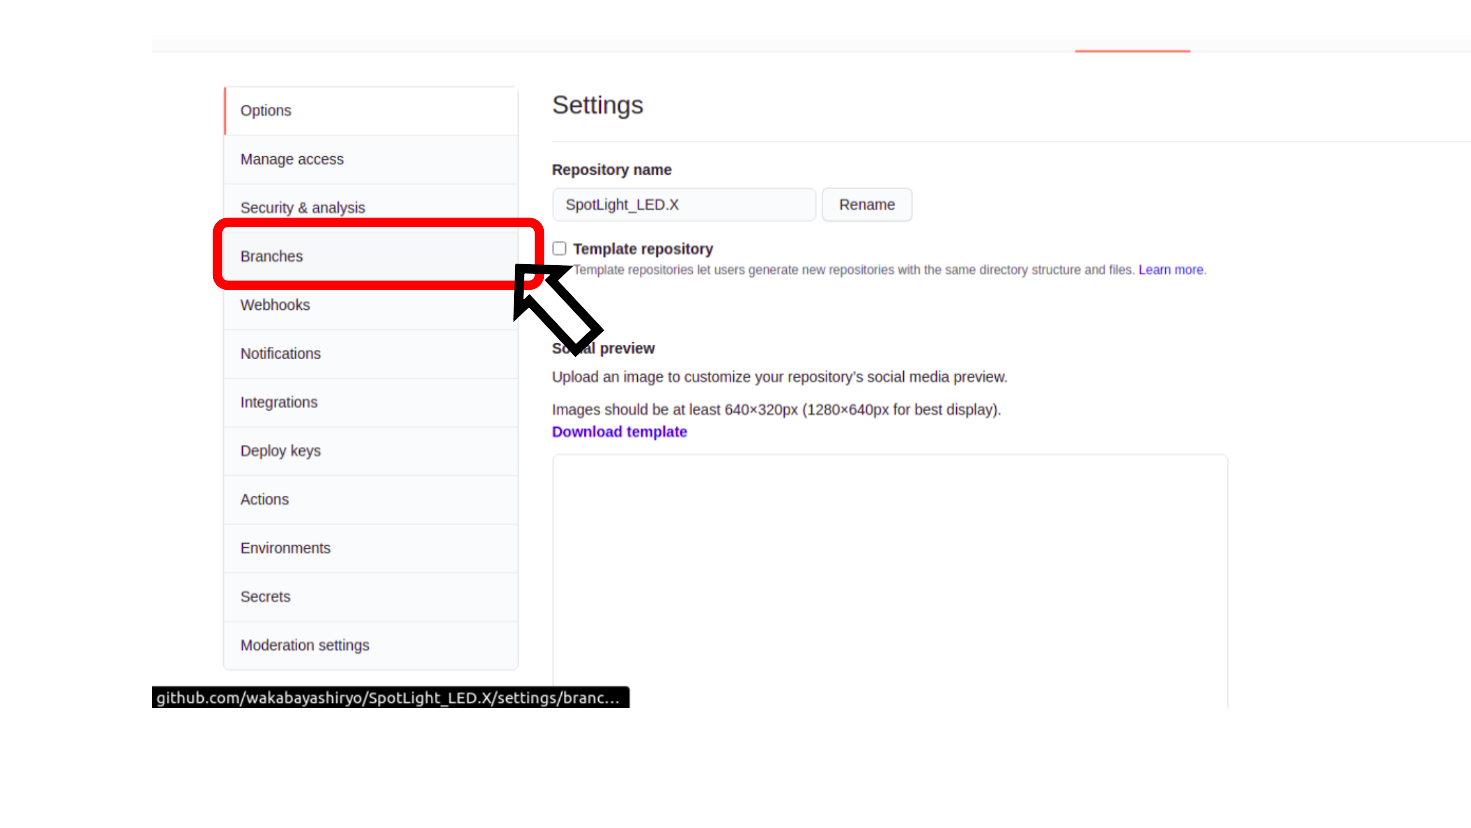 Options
Manage access
Security & analysis
Branches
Webhooks
Notifications
Integrations
Deploy keys
Actions
Environments
Secrets
Moderation settings
Settings
Repository name
SpotLight_LED.X
Rename
Template repository
Template repositories let users generate new repositories with the same directory structure and files. Learn more.
Social preview
Upload an image to customize your repository's social media preview.
Images should be at least 640×320px (1280×640px for best display).
Download template
github.com/wakabayashiryo/SpotLight_LED.X/settings/branc...